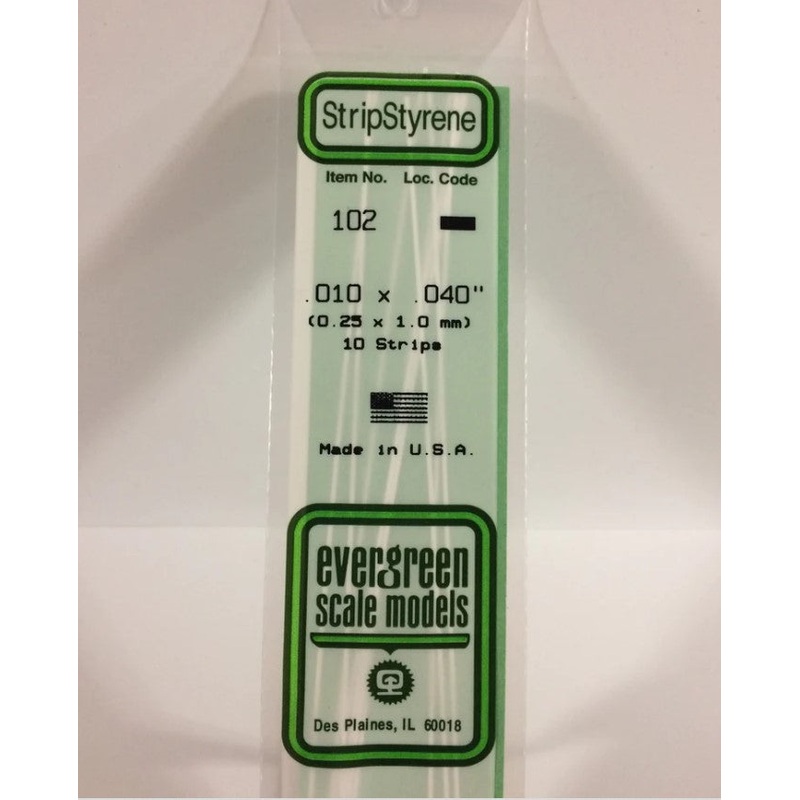 StripStyrene
Item No. Loc. Code
102
.010 x .040"
(0.25 x 1.0 mm)
10 Strips
Made in U.S.A.
evergreen
scale models
Des Plaines, IL 60018